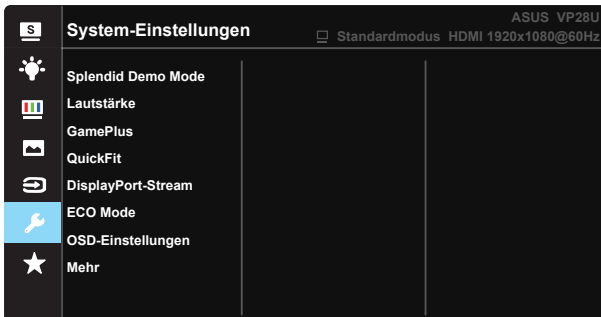 S
System-Einstellungen
ASUS VP28U
Standardmodus HDMI 1920x1080@60Hz
Splendid Demo Mode
Lautstärke
GamePlus
QuickFit
DisplayPort-Stream
ECO Mode
OSD-Einstellungen
Mehr